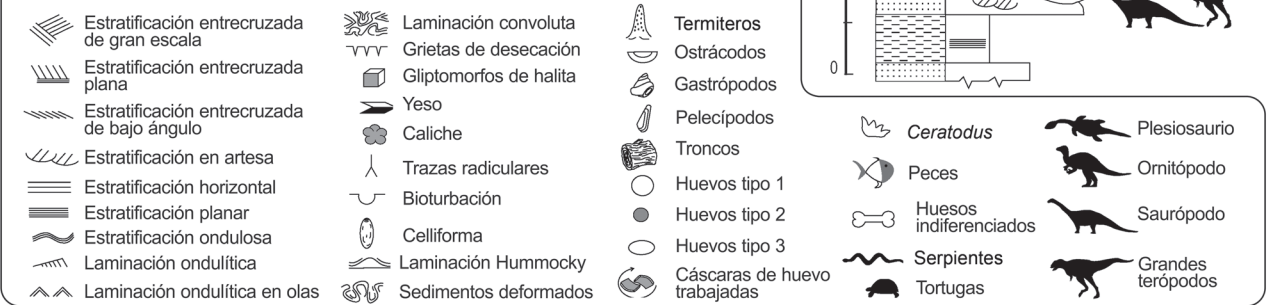 Estratificación entrecruzada
de gran escala
Estratificación entrecruzada
plana
Estratificación entrecruzada
de bajo ángulo
Estratificación en artesa
Estratificación horizontal
Estratificación planar
Estratificación ondulosa
Laminación ondulítica
Laminación ondulítica en olas
Laminación convoluta
Grietas de desecación
Gliptomorfos de halita
Yeso
Caliche
Trazas radiculares
Bioturbación
Celliforma
Laminación Hummocky
Sedimentos deformados
Termiteros
Ostrácodos
Gastrópodos
Pelecípodos
Troncos
Huevos tipo 1
Huevos tipo 2
Huevos tipo 3
Cáscaras de huevo
trabajadas
0
Ceratodus
Peces
Huesos
indiferenciados
Serpientes
Tortugas
Plesiosaurio
Ornitópodo
Saurópodo
Grandes
terópodos